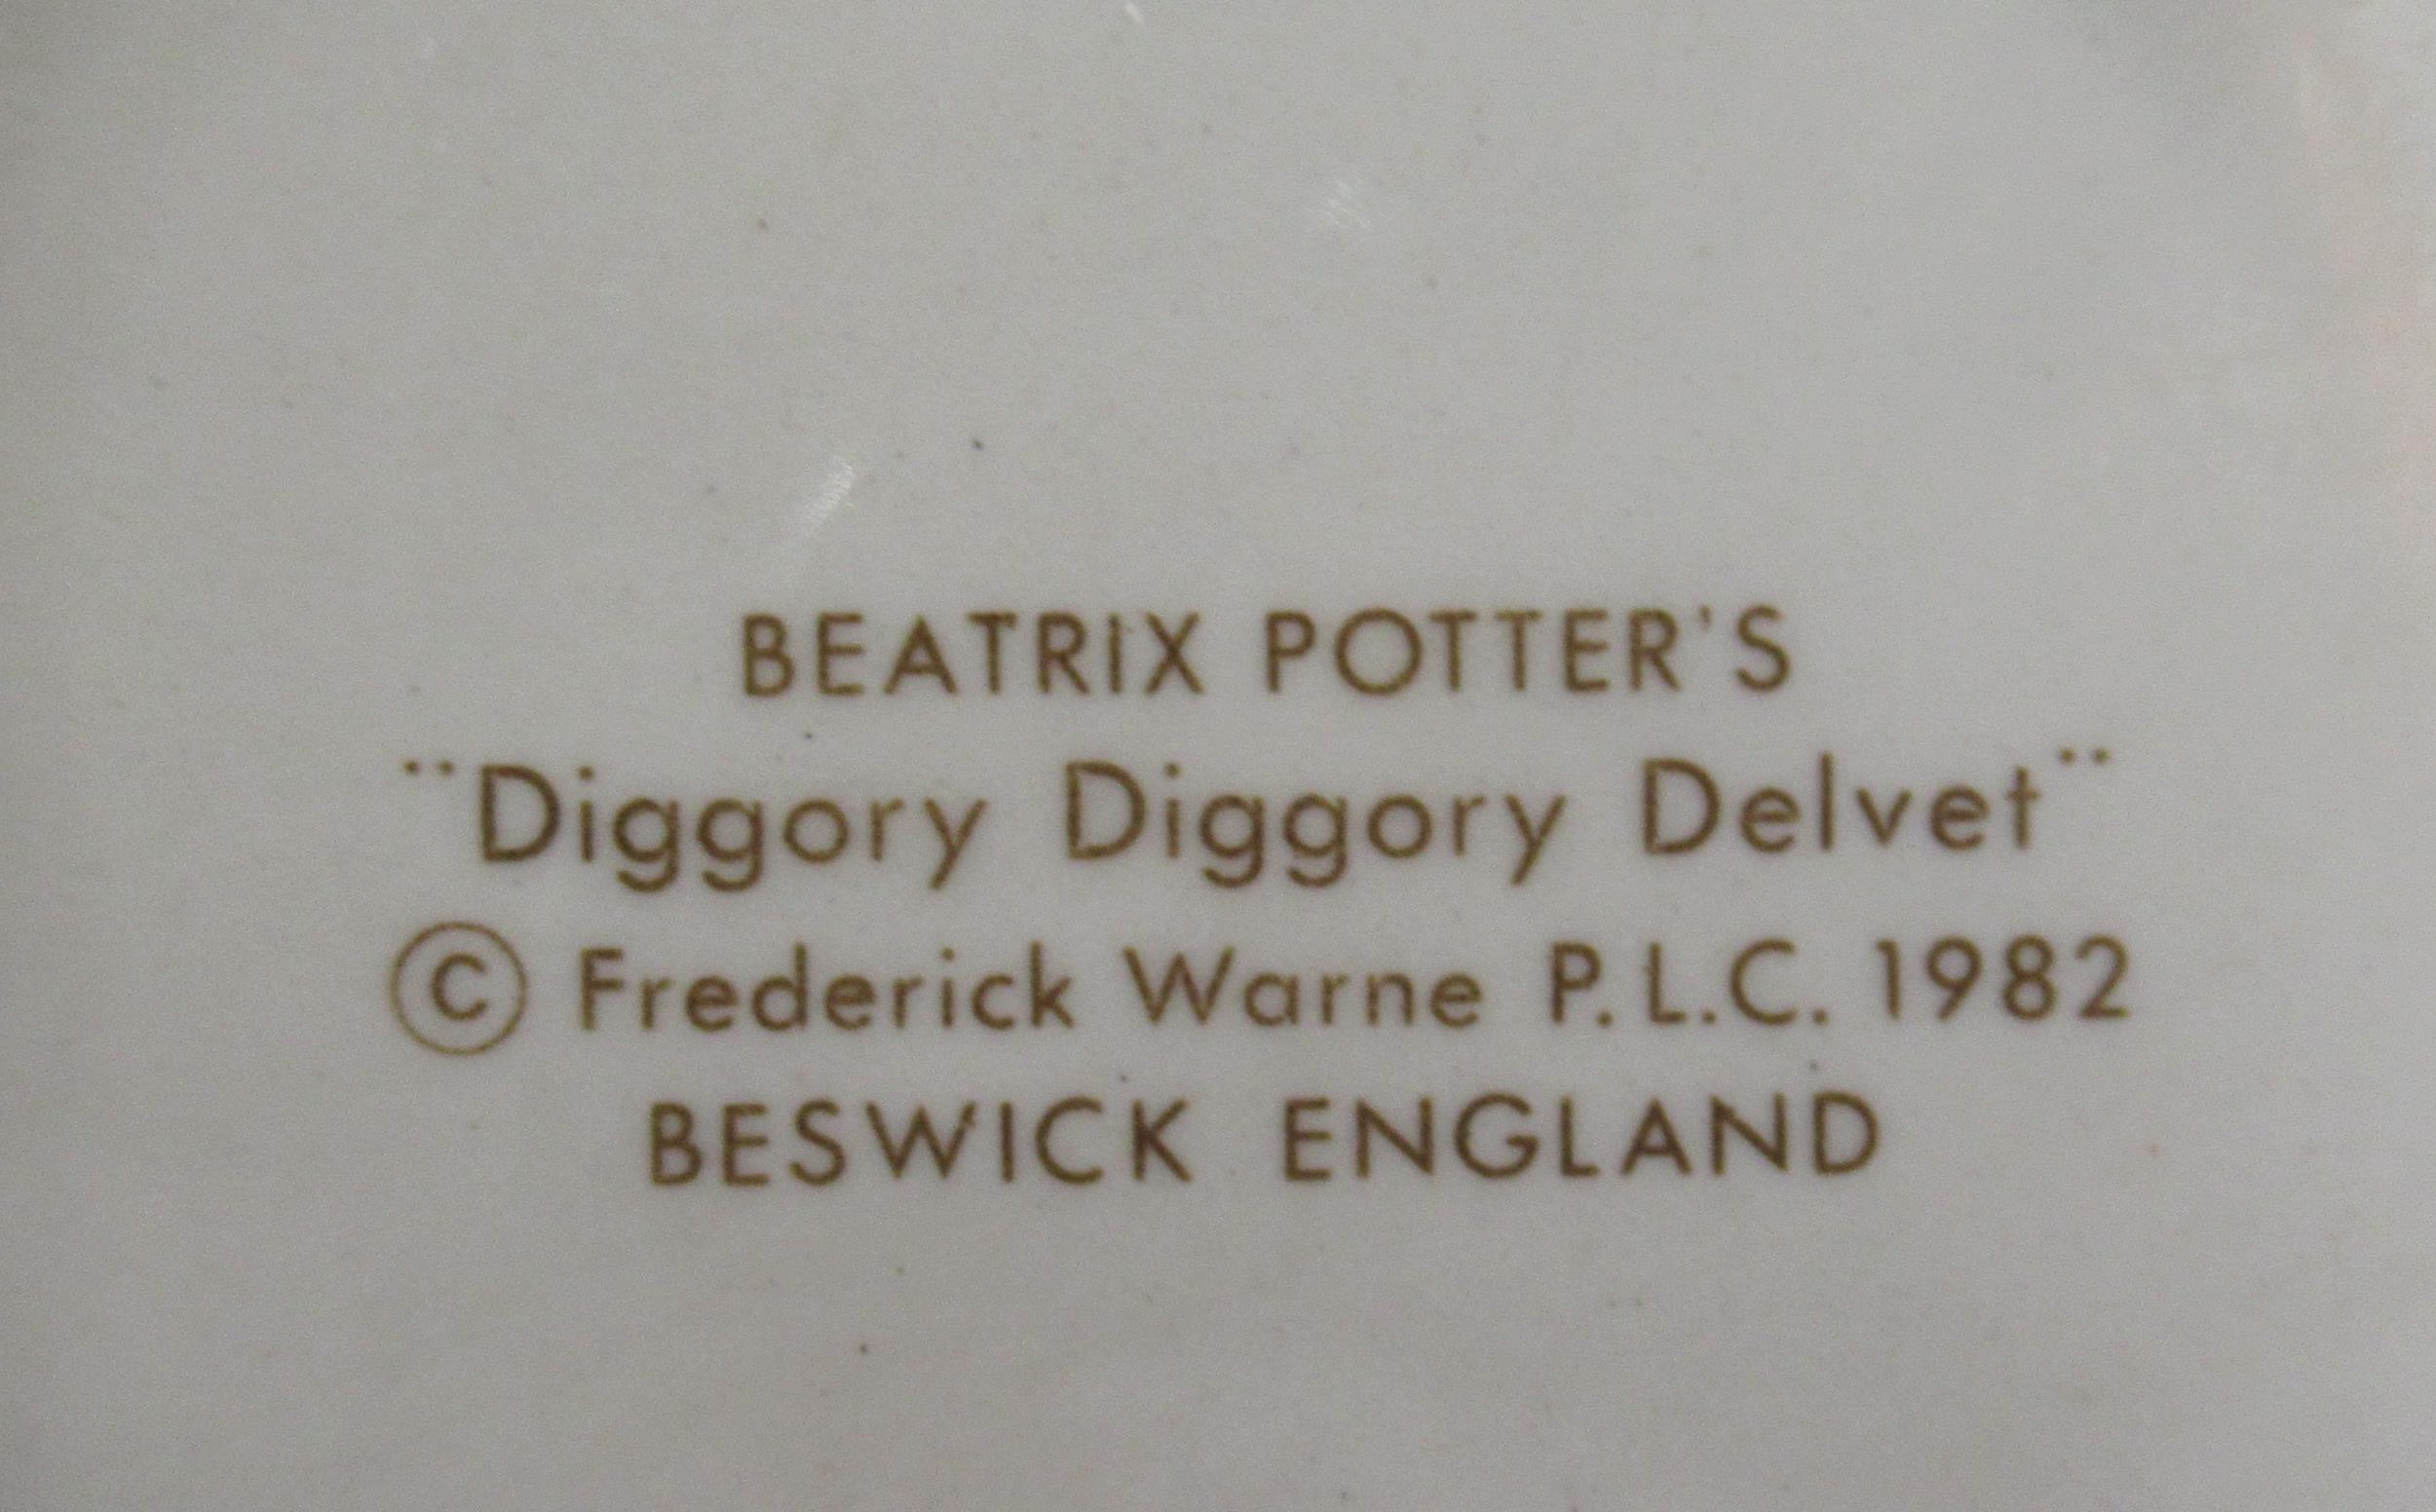 BEATRIX POTTER'S
¨Diggory Diggory Delvet¨
© Frederick Warne P.L.C. 1982
BESWICK ENGLAND